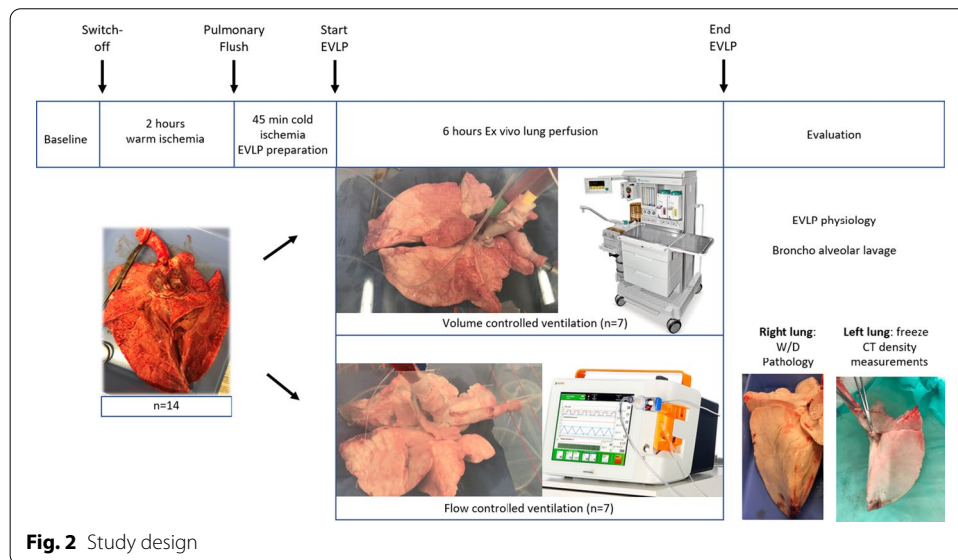 Switch-
off
Pulmonary
Flush
Start
EVLP
End
EVLP
Baseline
2 hours
warm ischemia
45 min cold
ischemia
EVLP preparation
6 hours Ex vivo lung perfusion
Evaluation
n=14
Volume controlled ventilation (n=7)
Flow controlled ventilation (n=7)
EVLP physiology
Broncho alveolar lavage
Right lung:
W/D
Pathology
Left lung: freeze
CT density
measurements
Fig. 2 Study design